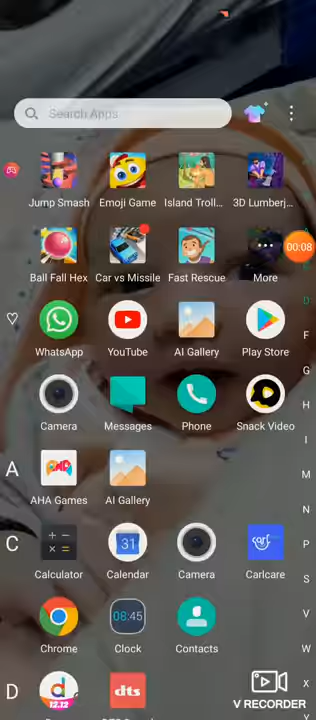 Search Apps
Jump Smash
Emoji Game
Island Troll...
3D Lumberj...
Ball Fall Hex
Car vs Missile
Fast Rescue
More
00:08
WhatsApp
YouTube
AI Gallery
Play Store
Camera
Messages
Phone
Snack Video
A
AHA Games
AI Gallery
C
31
Calculator
Calendar
Camera
Carlcare
08:45
Chrome
Clock
Contacts
D
12.12
dts
D
F
G
H
I
M
N
P
S
V
W
X
Y
V RECORDER